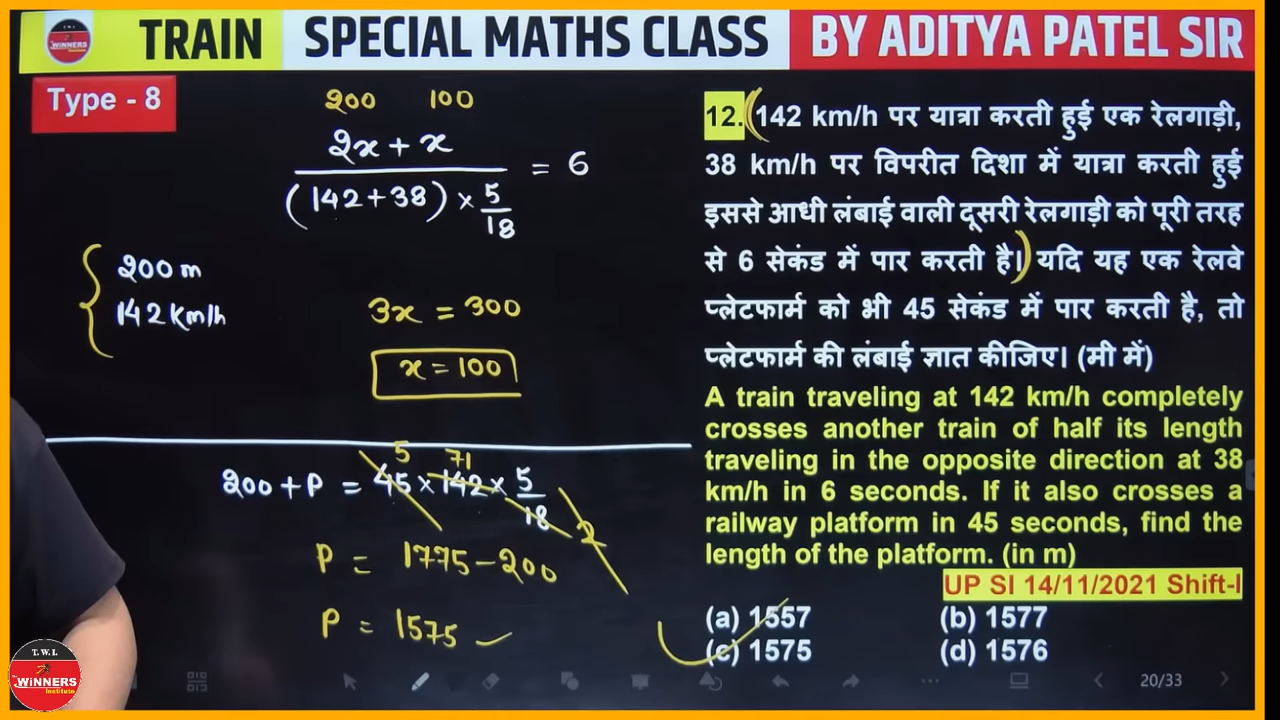 T.W.I.
WiNNERS
Institute
TRAIN SPECIAL MATHS CLASS BY ADITYA PATEL SIR
Type - 8
200 100
2x + x
(142+38) × 5/18 = 6
200 m
142 Km/h
3x = 300
x = 100
5 71
200 + P = 45 × 142 × 5/18
2
P = 1775 - 200
P = 1575
12. 142 km/h पर यात्रा करती हुई एक रेलगाड़ी,
38 km/h पर विपरीत दिशा में यात्रा करती हुई
इससे आधी लंबाई वाली दूसरी रेलगाड़ी को पूरी तरह
से 6 सेकंड में पार करती है। यदि यह एक रेलवे
प्लेटफार्म को भी 45 सेकंड में पार करती है, तो
प्लेटफार्म की लंबाई ज्ञात कीजिए। (मी में)
A train traveling at 142 km/h completely
crosses another train of half its length
traveling in the opposite direction at 38
km/h in 6 seconds. If it also crosses a
railway platform in 45 seconds, find the
length of the platform. (in m)
UP SI 14/11/2021 Shift-I
(a) 1557 (b) 1577
(c) 1575 (d) 1576
20/33
T.W.I.
The
WiNNERS
Institute